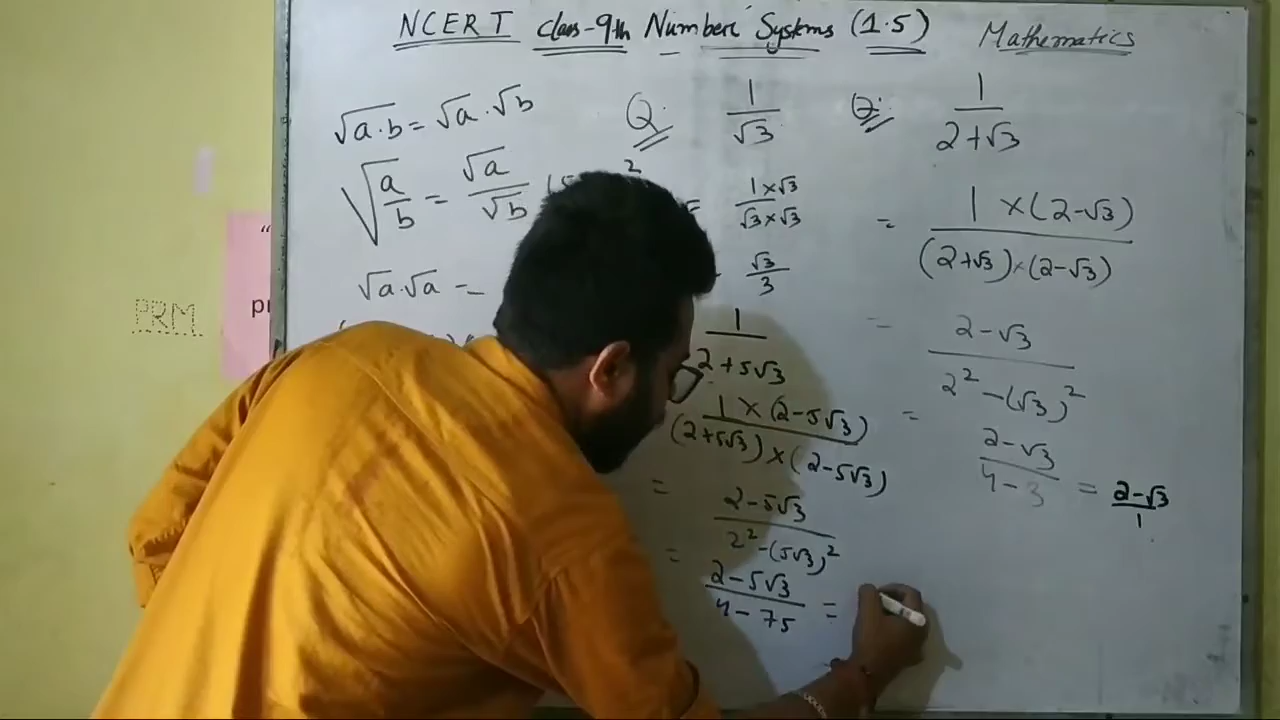 NCERT Class-9th Number Systems (1.5) Mathematics
√a·b = √a·√b
√a/b = √a/√b
√a·√a =
Q: 1/√3
= 1×√3/√3×√3
√3/3
1/2+5√3
1×(2-5√3)/(2+5√3)×(2-5√3)
= 2-5√3/2²-(5√3)²
= 2-5√3/4-75 =
Q: 1/2+√3
= 1×(2-√3)/(2+√3)×(2-√3)
= 2-√3/2²-(√3)²
= 2-√3/4-3 = 2-√3/1
PRM
"
pr